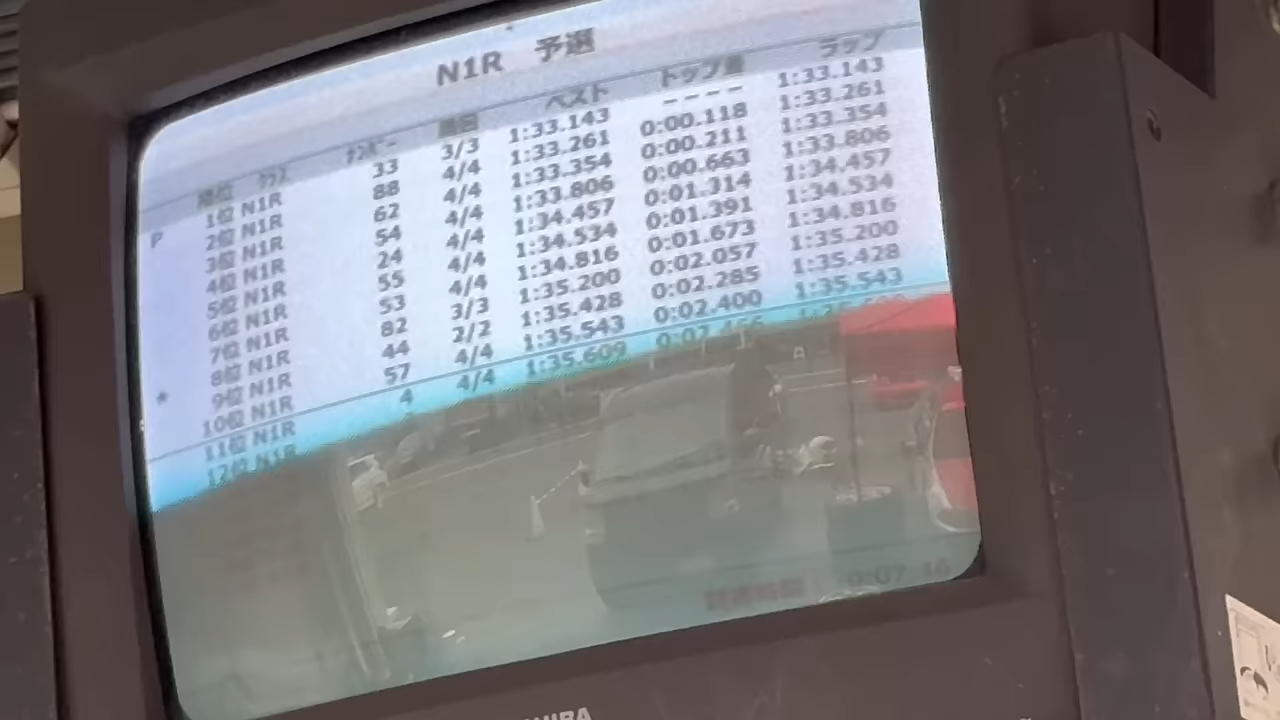 N1R 予選
順位 クラス ナンバー 周回 ベスト トップ差 ラップ
P 1位 N1R 33 3/3 1:33.143 ---- 1:33.143
2位 N1R 88 4/4 1:33.261 0:00.118 1:33.261
3位 N1R 62 4/4 1:33.354 0:00.211 1:33.354
4位 N1R 54 4/4 1:33.806 0:00.663 1:33.806
5位 N1R 24 4/4 1:34.457 0:01.314 1:34.457
6位 N1R 55 4/4 1:34.534 0:01.391 1:34.534
7位 N1R 53 4/4 1:34.816 0:01.673 1:34.816
* 8位 N1R 82 3/3 1:35.200 0:02.057 1:35.200
9位 N1R 44 2/2 1:35.428 0:02.285 1:35.428
10位 N1R 57 4/4 1:35.543 0:02.400 1:35.543
11位 N1R 4 4/4 1:35.609 0:02.466
12位 N1R